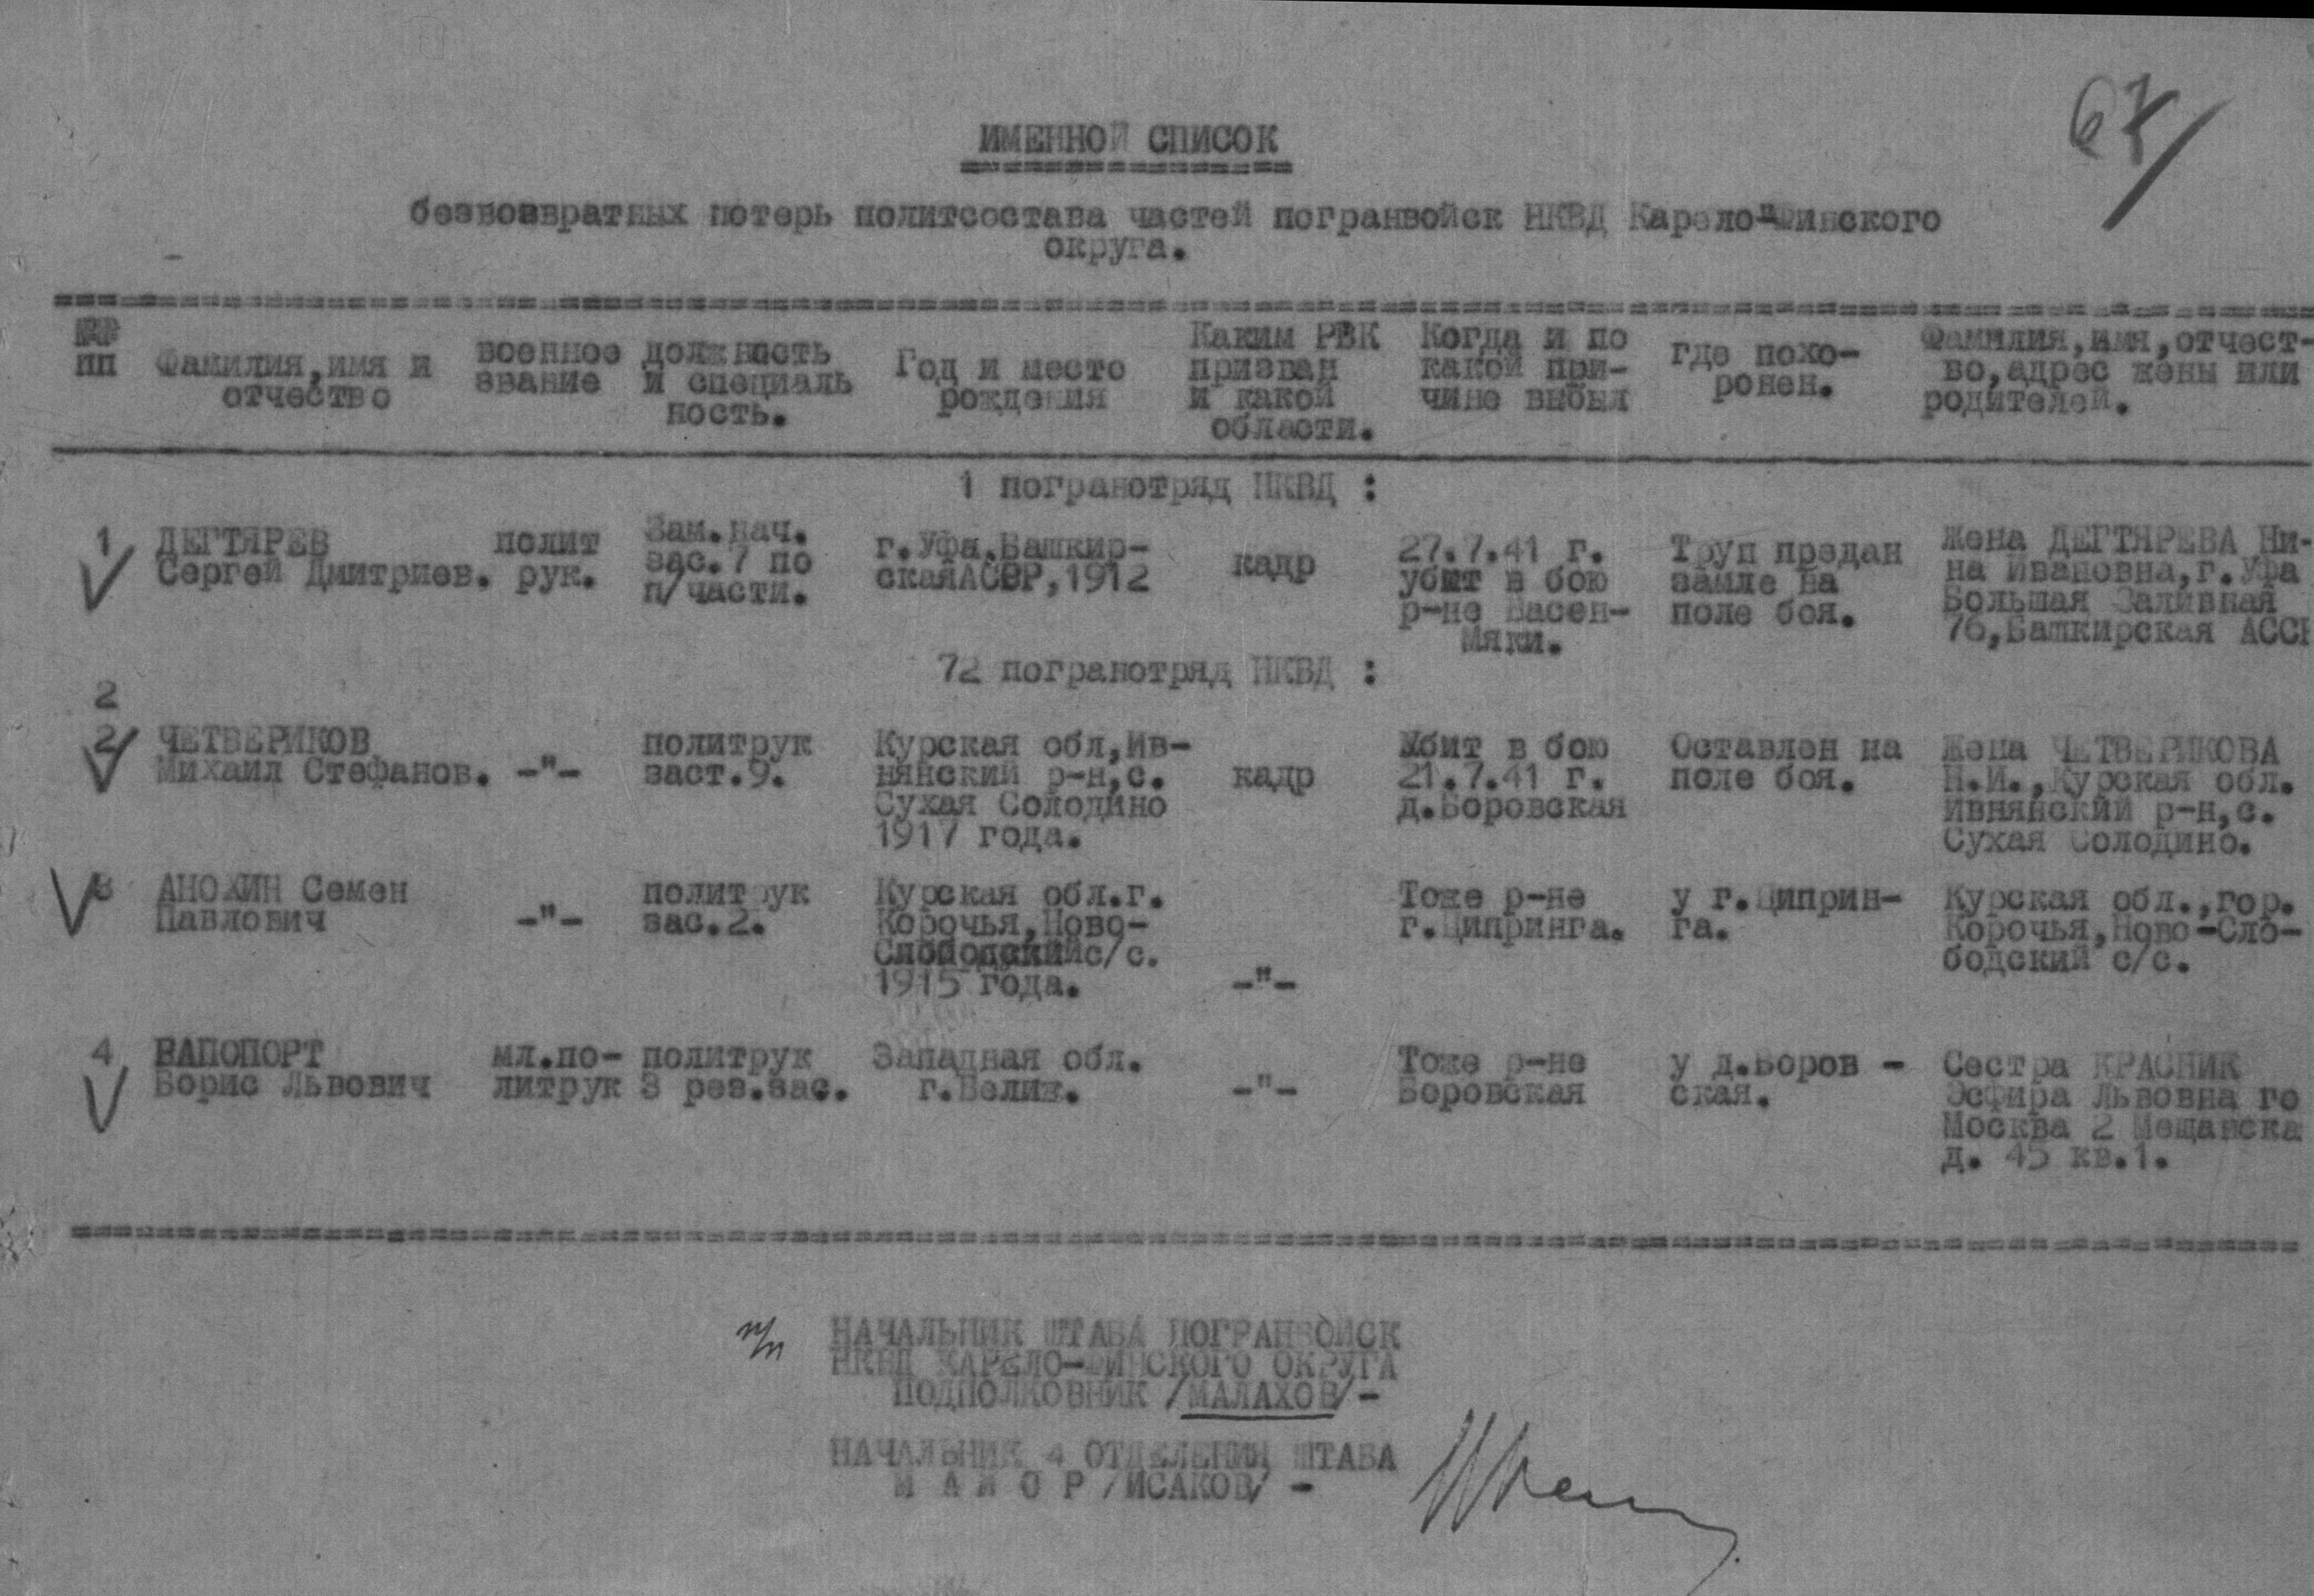 67
ИМЕННОЙ СПИСОК
безвозвратных потерь политсостава частей погранвойск НКВД Карело-Финского
округа.
№№ пп
Фамилия,имя и
отчество
военное
звание
должность
и специаль
ность.
Год и место
рождения
Каким РВК
призван
и какой
области.
Когда и по
какой при-
чине выбыл
где похо-
ронен.
Фамилия,имя,отчест-
во,адрес жены или
родителей.
1 погранотряд НКВД :
1
ДЕГТЯРЕВ
Сергей Дмитриев.
полит
рук.
Зам.нач.
зас.7 по
п/части.
г.Уфа.Башкир-
скаяАССР,1912
кадр
27.7.41 г.
убит в бою
р-не Васен-
Мяки.
Труп предан
земле на
поле боя.
Жена ДЕГТЯРЕВА Ни-
на Ивановна,г.Уфа
Большая Заливная
76,Башкирская АССР
72 погранотряд НКВД :
2
2
ЧЕТВЕРИКОВ
Михаил Стефанов.
-"-
политрук
заст.9.
Курская обл,Ив-
нянский р-н,с.
Сухая Солодино
1917 года.
кадр
Убит в бою
21.7.41 г.
д.Боровская
Оставлен на
поле боя.
Жена ЧЕТВЕРИКОВА
Н.И.,Курская обл.
Ивнянский р-н,с.
Сухая Солодино.
3
АНОХИН Семен
Павлович
-"-
политрук
зас.2.
Курская обл.г.
Корочья,Ново-
Слободскийс/с.
1915 года.
-"-
Тоже р-не
г.Ципринга.
у г.Циприн-
га.
Курская обл.,гор.
Корочья,Ново-Сло-
бодский с/с.
4
РАПОПОРТ
Борис Львович
мл.по-
литрук
политрук
3 рез.зас.
Западная обл.
г.Велиж.
-"-
Тоже р-не
Боровская
у д.Боров -
ская.
Сестра КРАСНИК
Эсфира Львовна го
Москва 2 Мещанска
д. 45 кв.1.
п/п
НАЧАЛЬНИК ШТАБА ПОГРАНВОЙСК
НКВД КАРЕЛО-ФИНСКОГО ОКРУГА
ПОДПОЛКОВНИК /МАЛАХОВ/-
НАЧАЛЬНИК 4 ОТДЕЛЕНИЯ ШТАБА
М А Й О Р /ИСАКОВ/ -